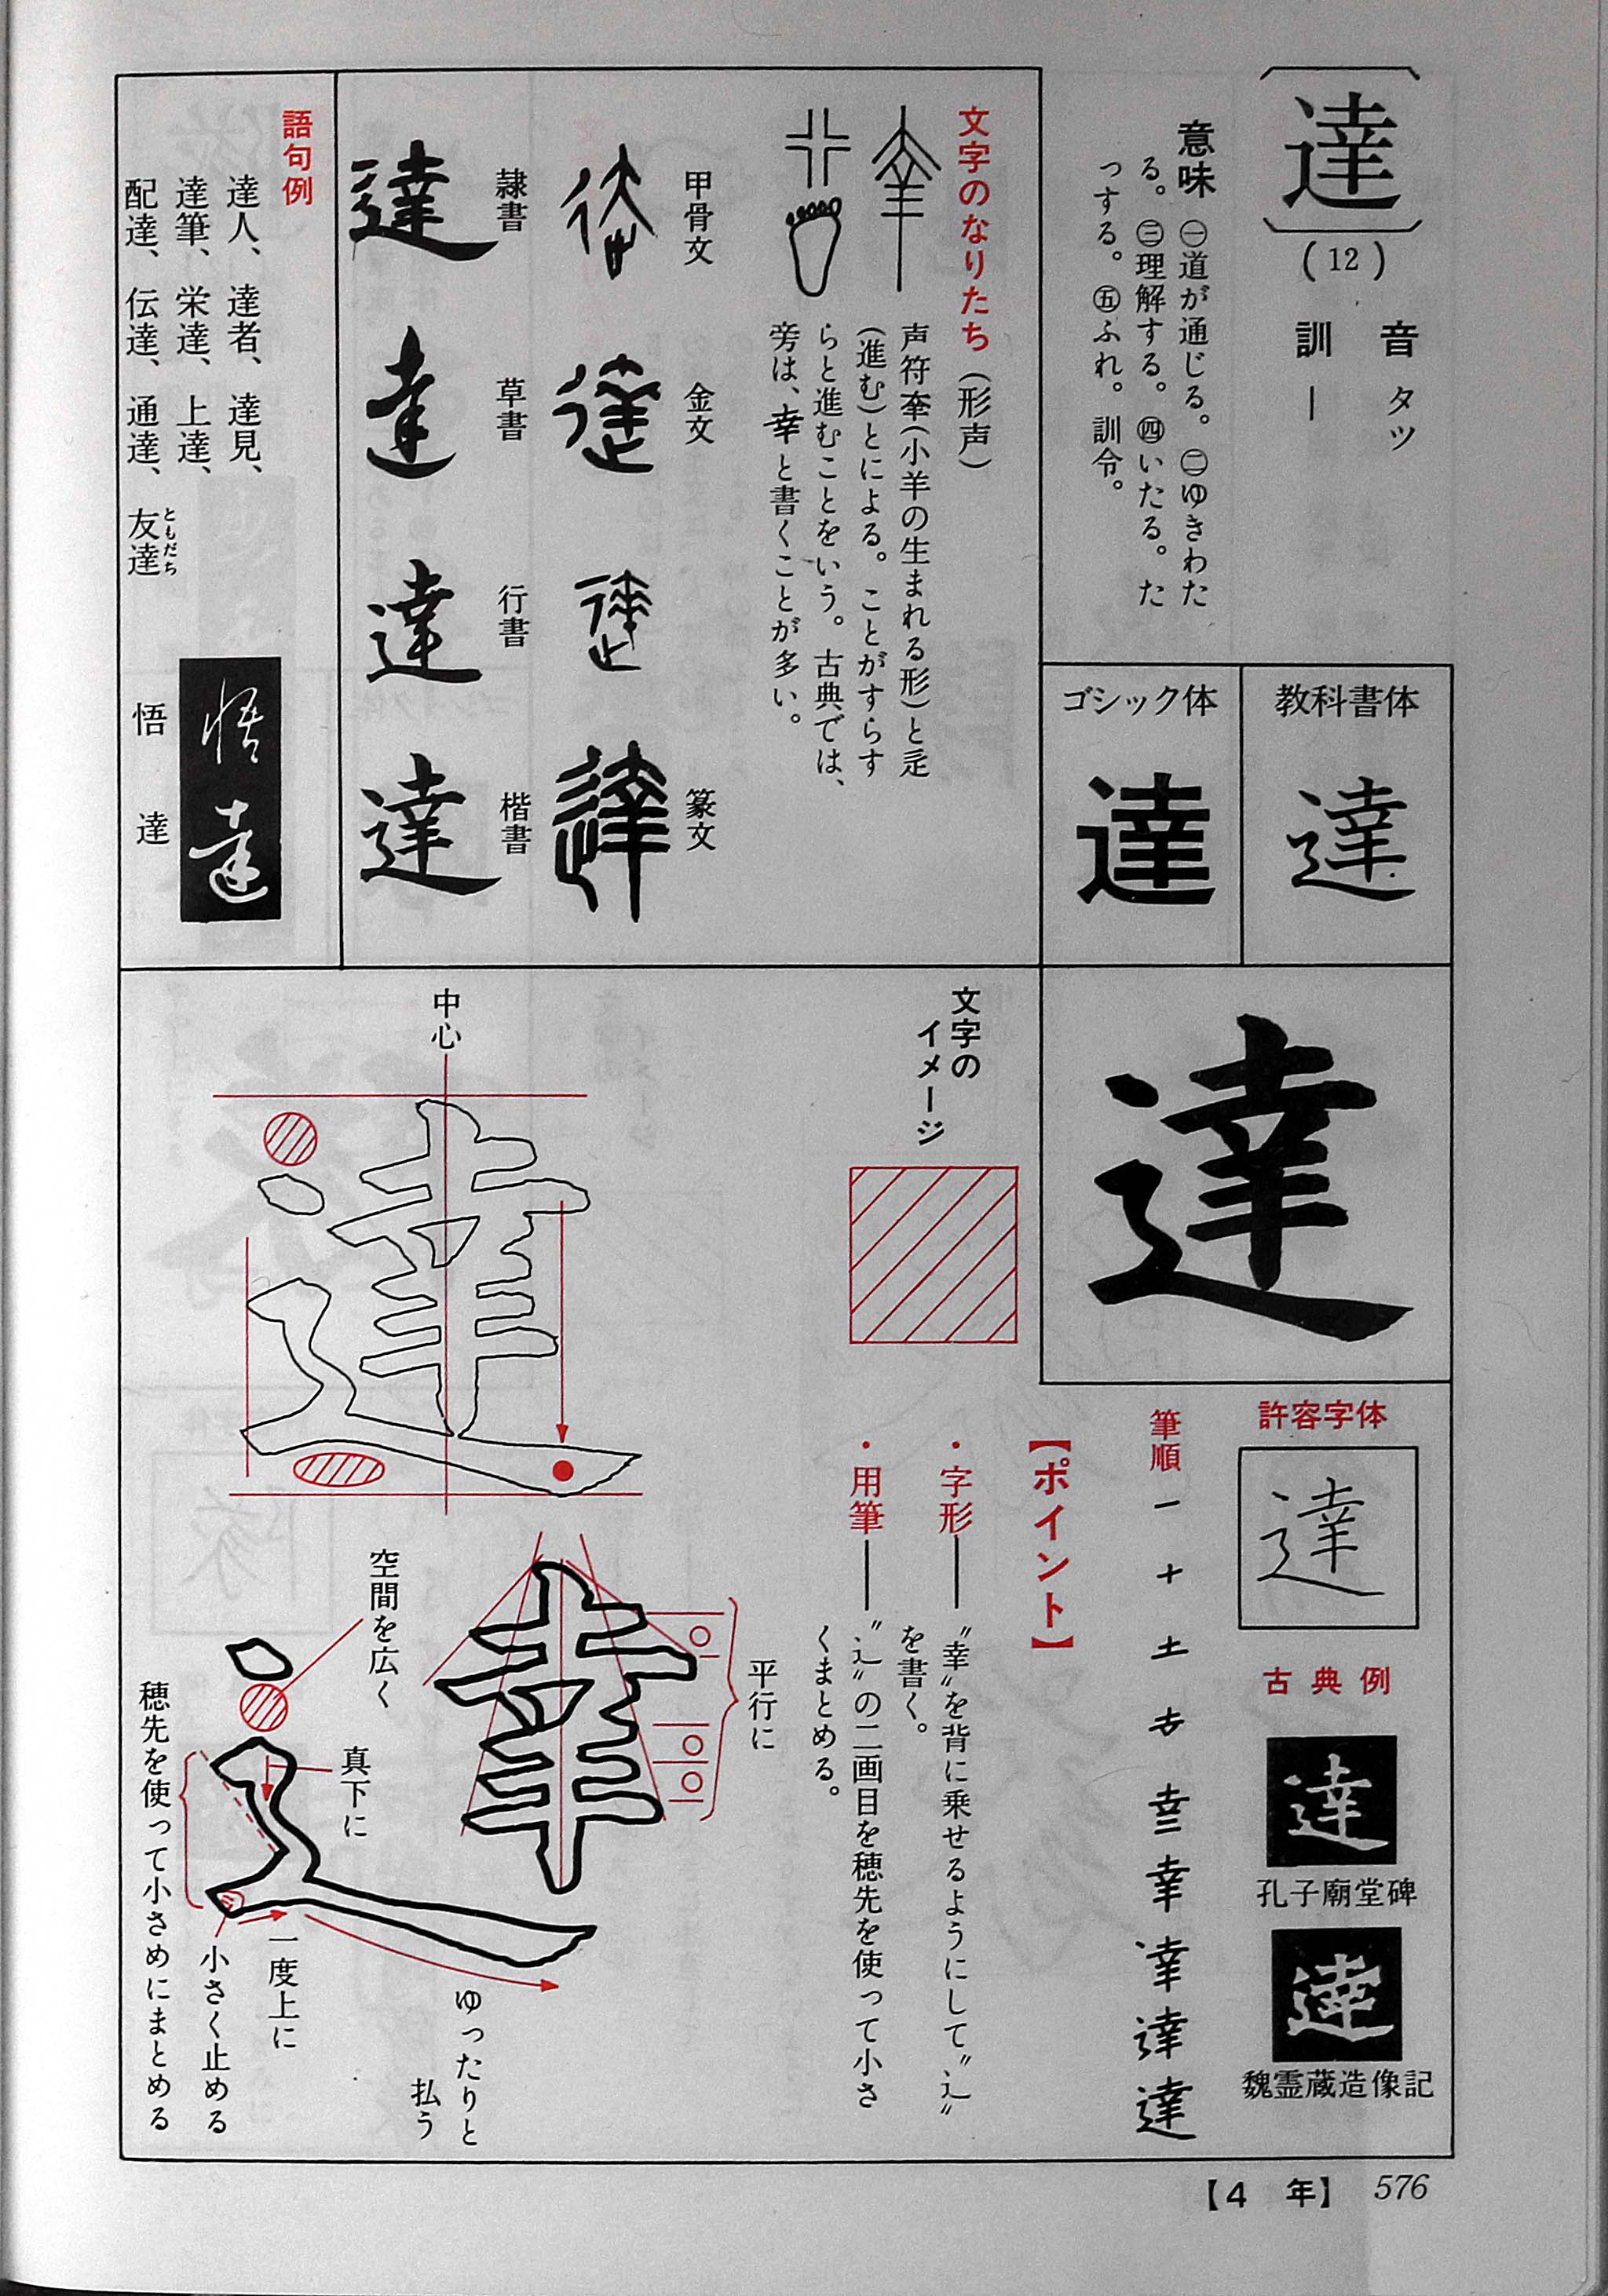 達
(12)
音 タツ
訓 ―
意味 ㊀道が通じる。㊁ゆきわた
る。㊂理解する。㊃いたる。た
っする。㊄ふれ。訓令。
教科書体
達
ゴシック体
達
文字のなりたち(形声)
声符羍(小羊の生まれる形)と辵
(進む)とによる。ことがすらす
らと進むことをいう。古典では、
旁は、幸と書くことが多い。
甲骨文
金文
篆文
隷書
達
草書
達
行書
達
楷書
達
語句例
達人、達者、達見、
達筆、栄達、上達、
配達、伝達、通達、友達
ともだち
悟達
悟達
達
許容字体
達
古典例
達
孔子廟堂碑
達
魏霊蔵造像記
筆順
一 十 土
幸
達 達
【ポイント】
・字形――〝幸〟を背に乗せるようにして〝辶〟
を書く。
・用筆――〝辶〟の二画目を穂先を使って小さ
くまとめる。
文字の
イメージ
中心
平行に
空間を広く
真下に
穂先を使って小さめにまとめる
小さく止める
一度上に
ゆったりと
払う
【4 年】 576